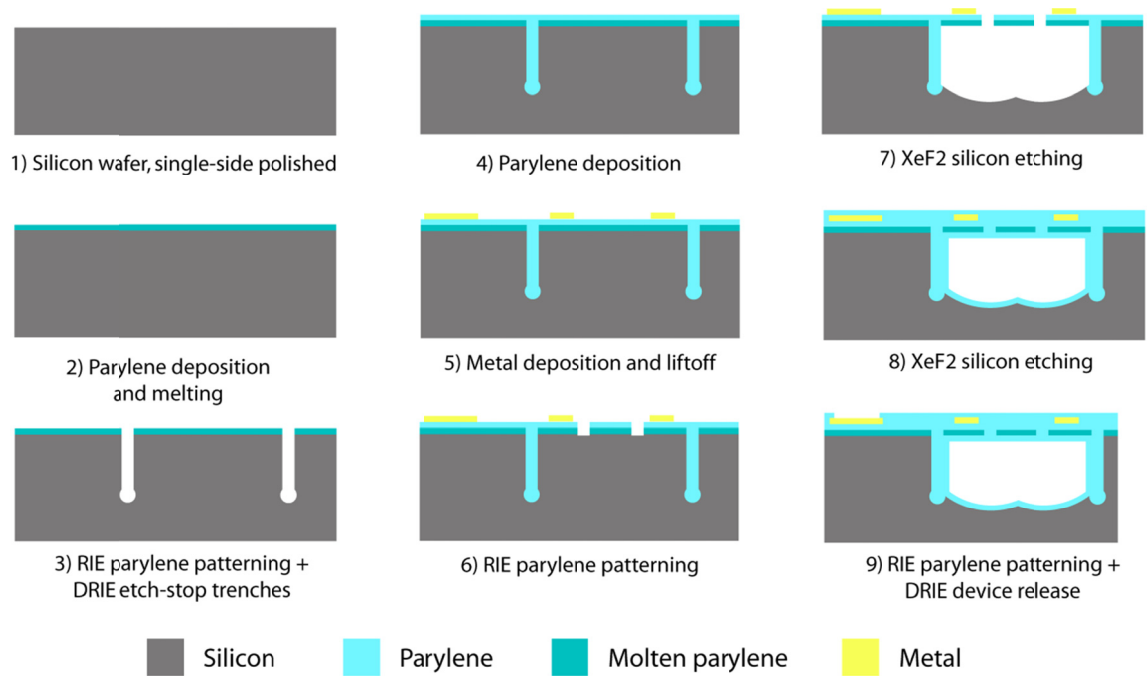 1) Silicon wafer, single-side polished
2) Parylene deposition
and melting
3) RIE parylene patterning +
DRIE etch-stop trenches
4) Parylene deposition
5) Metal deposition and liftoff
6) RIE parylene patterning
7) XeF2 silicon etching
8) XeF2 silicon etching
9) RIE parylene patterning +
DRIE device release
Silicon
Parylene
Molten parylene
Metal